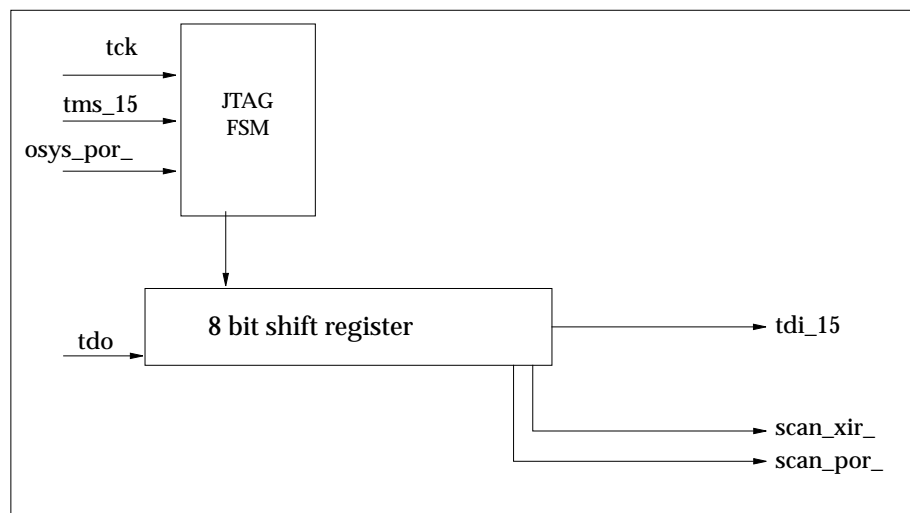 tck
tms_15
osys_por_
JTAG
FSM
8 bit shift register
tdo
tdi_15
scan_xir_
scan_por_